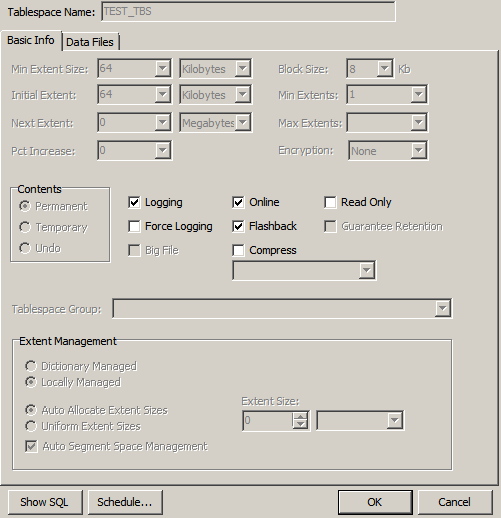 Tablespace Name: TEST_TBS
Basic Info Data Files
Min Extent Size: 64 Kilobytes Block Size: 8 Kb
Initial Extent: 64 Kilobytes Min Extents: 1
Next Extent: 0 Megabytes Max Extents:
Pct Increase: 0 Encryption: None
Contents
Permanent Logging Online Read Only
Temporary Force Logging Flashback Guarantee Retention
Undo Big File Compress
Tablespace Group:
Extent Management
Dictionary Managed
Locally Managed
Auto Allocate Extent Sizes Extent Size:
Uniform Extent Sizes 0
Auto Segment Space Management
Show SQL Schedule... OK Cancel